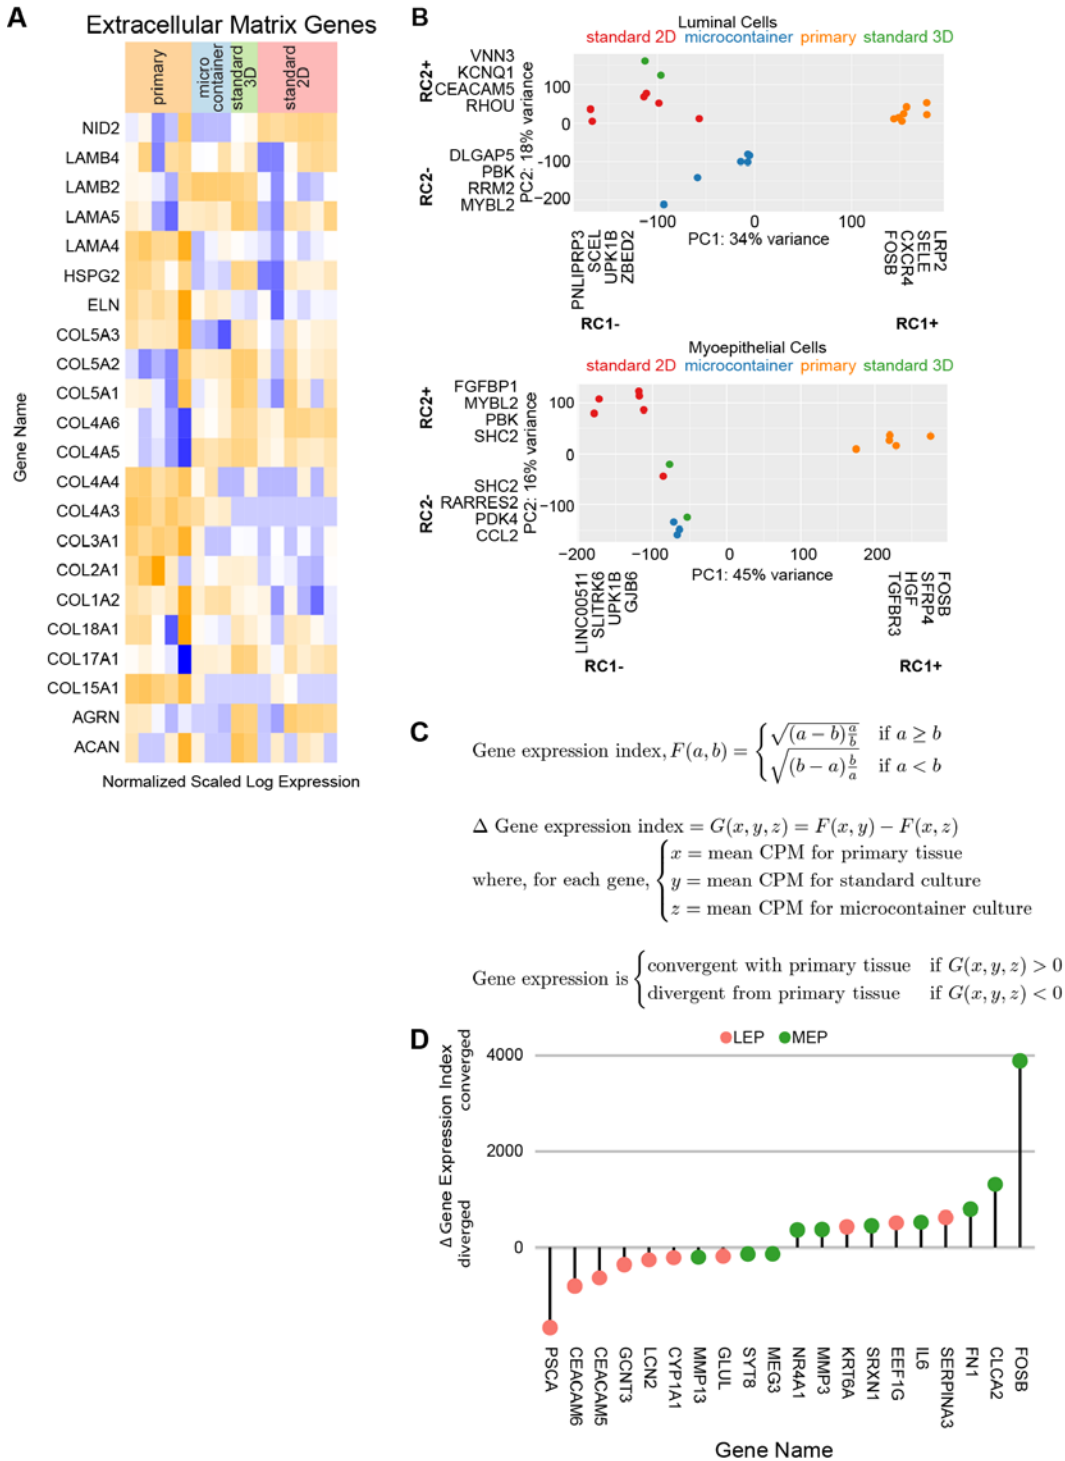 A
Extracellular Matrix Genes
primary
micro
container
standard
3D
standard
2D
Gene Name
NID2
LAMB4
LAMB2
LAMA5
LAMA4
HSPG2
ELN
COL5A3
COL5A2
COL5A1
COL4A6
COL4A5
COL4A4
COL4A3
COL3A1
COL2A1
COL1A2
COL18A1
COL17A1
COL15A1
AGRN
ACAN
Normalized Scaled Log Expression
B
Luminal Cells
standard 2D microcontainer primary standard 3D
RC2+
VNN3
KCNQ1
CEACAM5
RHOU
RC2-
DLGAP5
PBK
RRM2
MYBL2
PC2: 18% variance
100
0
−100
−200
−100 0 100
PC1: 34% variance
PNLIPRP3
SCEL
UPK1B
ZBED2
FOSB
CXCR4
SELE
LRP2
RC1- RC1+
Myoepithelial Cells
standard 2D microcontainer primary standard 3D
RC2+
FGFBP1
MYBL2
PBK
SHC2
RC2-
SHC2
RARRES2
PDK4
CCL2
PC2: 16% variance
100
0
−100
−200 −100 0 100 200
PC1: 45% variance
LINC00511
SLITRK6
UPK1B
GJB6
TGFBR3
HGF
SFRP4
FOSB
RC1- RC1+
C
Gene expression index, F(a, b) = { √((a − b) a/b) if a ≥ b
√((b − a) b/a) if a < b
Δ Gene expression index = G(x, y, z) = F(x, y) − F(x, z)
where, for each gene, { x = mean CPM for primary tissue
y = mean CPM for standard culture
z = mean CPM for microcontainer culture
Gene expression is { convergent with primary tissue if G(x, y, z) > 0
divergent from primary tissue if G(x, y, z) < 0
D
LEP MEP
Δ Gene Expression Index
diverged converged
4000
2000
0
PSCA
CEACAM6
CEACAM5
GCNT3
LCN2
CYP1A1
MMP13
GLUL
SYT8
MEG3
NR4A1
MMP3
KRT6A
SRXN1
EEF1G
IL6
SERPINA3
FN1
CLCA2
FOSB
Gene Name